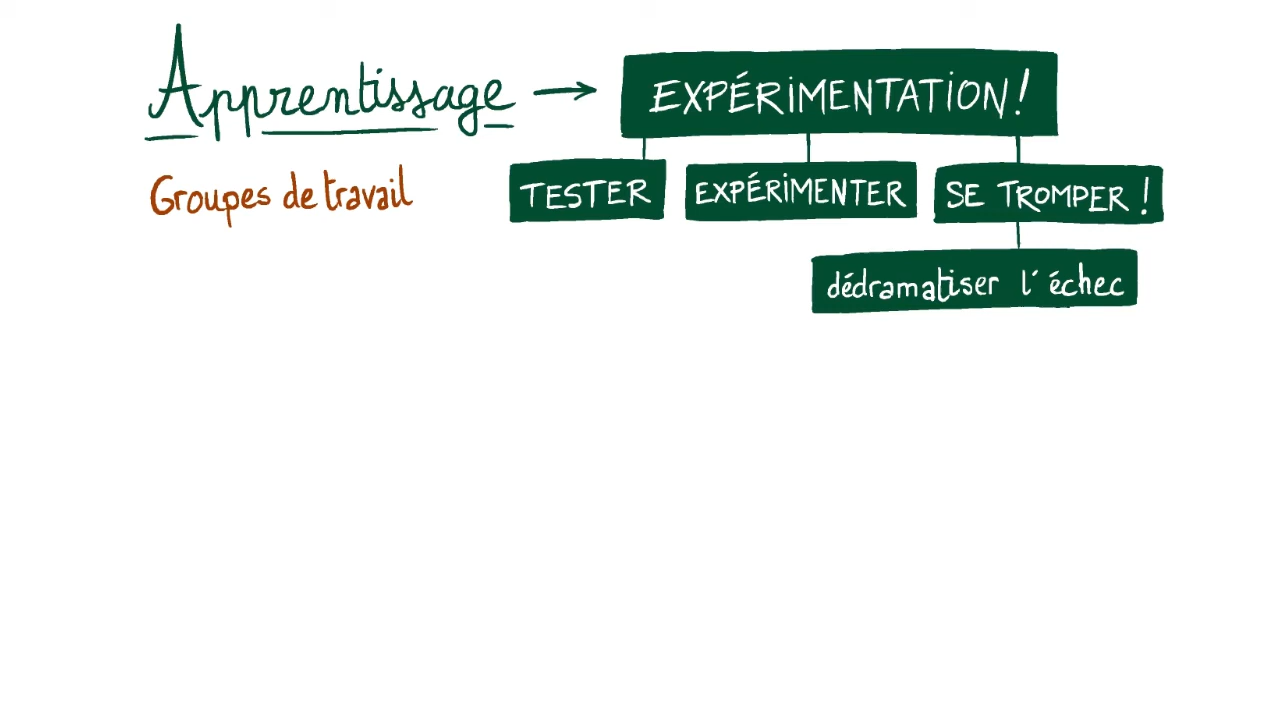 Apprentissage → EXPÉRIMENTATION!
Groupes de travail
TESTER
EXPÉRIMENTER
SE TROMPER !
dédramatiser l'échec